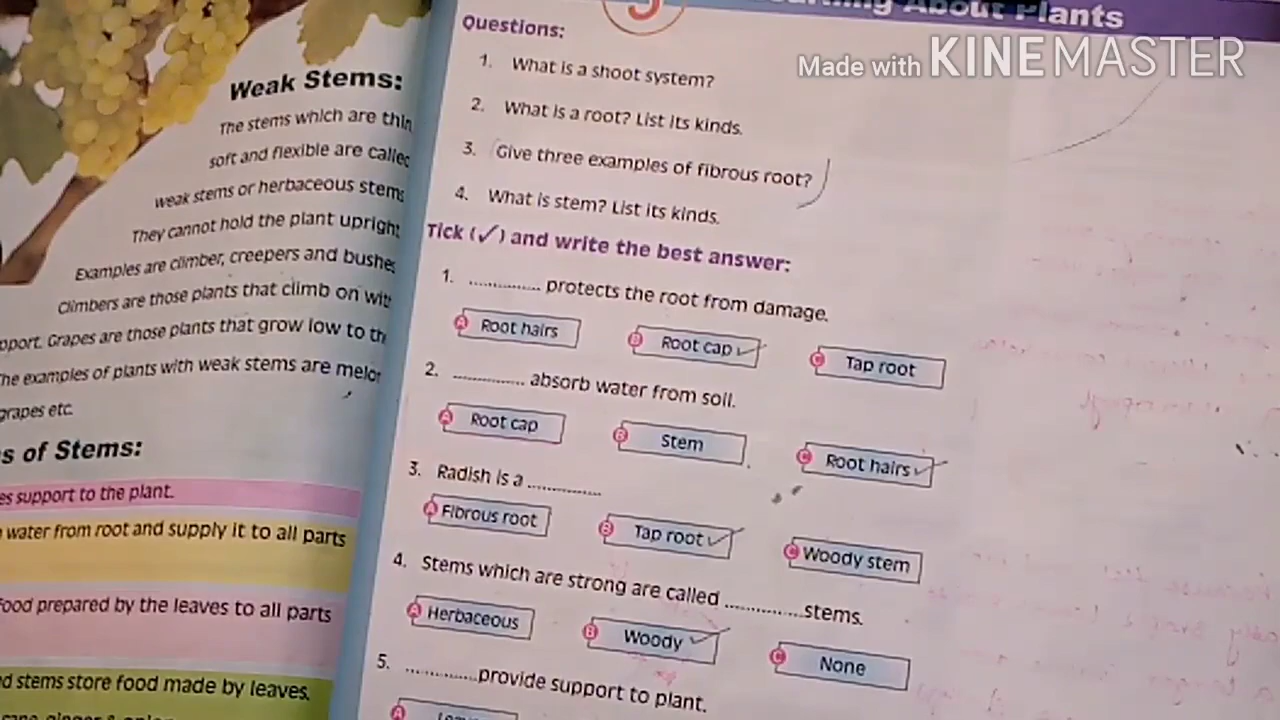 Weak Stems:
The stems which are thin
soft and flexible are called
weak stems or herbaceous stems
They cannot hold the plant upright
Examples are climber, creepers and bushes
Climbers are those plants that climb on with
pport. Grapes are those plants that grow low to th
The examples of plants with weak stems are melon
grapes etc.
s of Stems:
es support to the plant.
water from root and supply it to all parts
food prepared by the leaves to all parts
d stems store food made by leaves.
About Plants
Made with KINEMASTER
Questions:
1. What is a shoot system?
2. What is a root? List its kinds.
3. Give three examples of fibrous root?
4. What is stem? List its kinds.
Tick (✓) and write the best answer:
1. .............. protects the root from damage.
A Root hairs B Root cap ✓ C Tap root
2. .............. absorb water from soil.
A Root cap B Stem C Root hairs ✓
3. Radish is a ..............
A Fibrous root B Tap root ✓ C Woody stem
4. Stems which are strong are called ..............stems.
A Herbaceous B Woody ✓ C None
5. ..............provide support to plant.
A